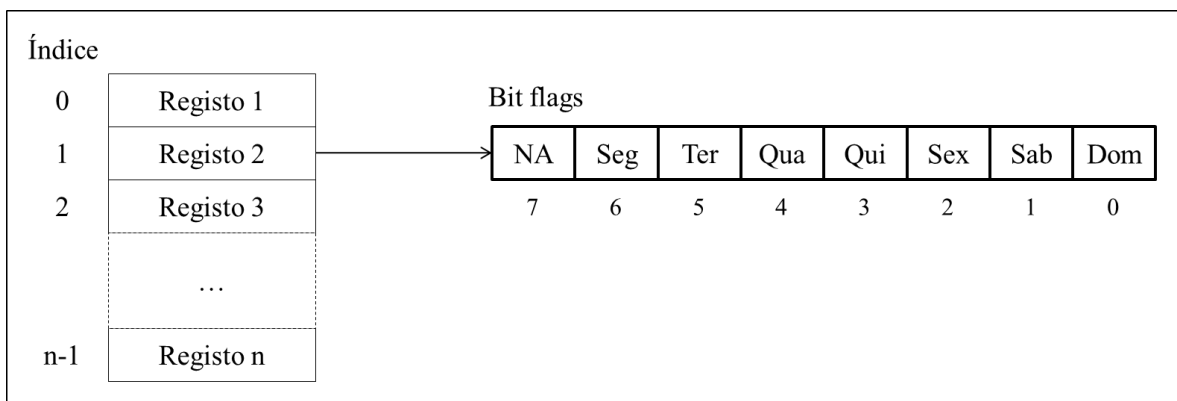 Índice
0 Registo 1
Bit flags
1 Registo 2 NA Seg Ter Qua Qui Sex Sab Dom
2 Registo 3 7 6 5 4 3 2 1 0
…
n-1 Registo n